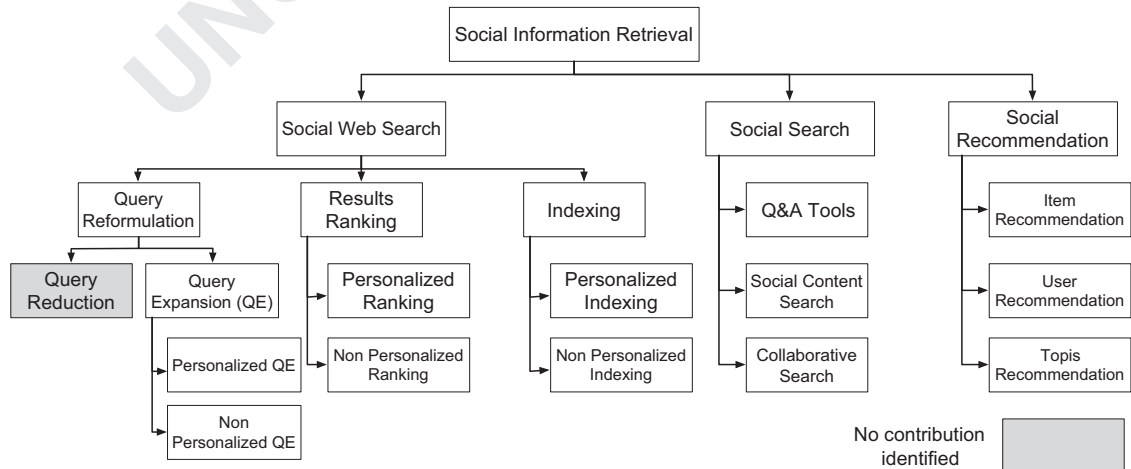 UN
Social Information Retrieval
Social Web Search
Social Search
Social
Recommendation
Query
Reformulation
Results
Ranking
Indexing
Q&A Tools
Item
Recommendation
Query
Reduction
Query
Expansion (QE)
Personalized
Ranking
Personalized
Indexing
Social Content
Search
User
Recommendation
Personalized QE
Non Personalized
Ranking
Non Personalized
Indexing
Collaborative
Search
Topis
Recommendation
Non
Personalized QE
No contribution
identified